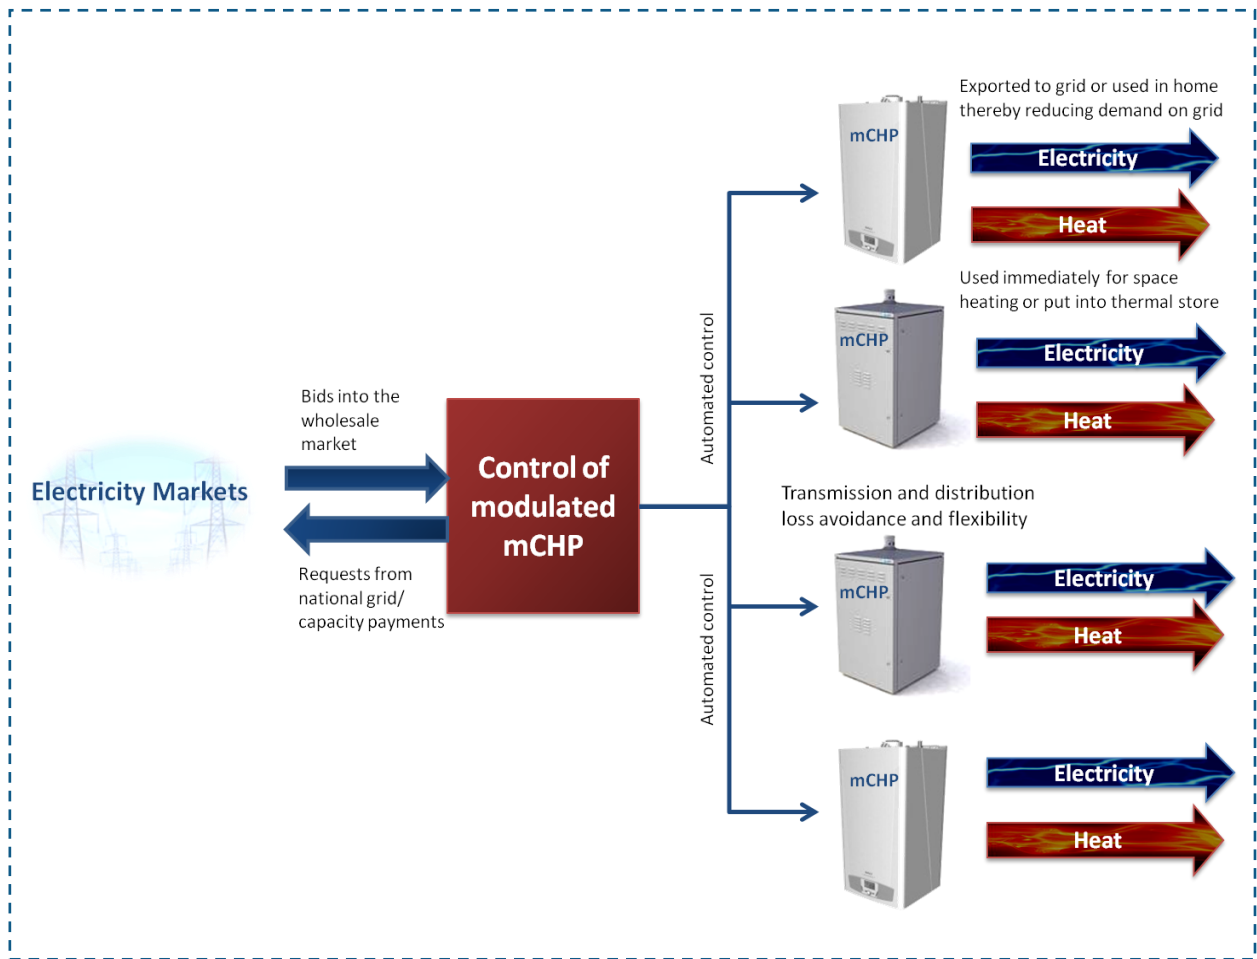 Exported to grid or used in home
thereby reducing demand on grid
mCHP
Electricity
Heat
Used immediately for space
heating or put into thermal store
mCHP
Electricity
Heat
Automated control
Bids into the
wholesale
market
Electricity Markets
Control of
modulated
mCHP
Requests from
national grid/
capacity payments
Transmission and distribution
loss avoidance and flexibility
mCHP
Electricity
Heat
Automated control
mCHP
Electricity
Heat